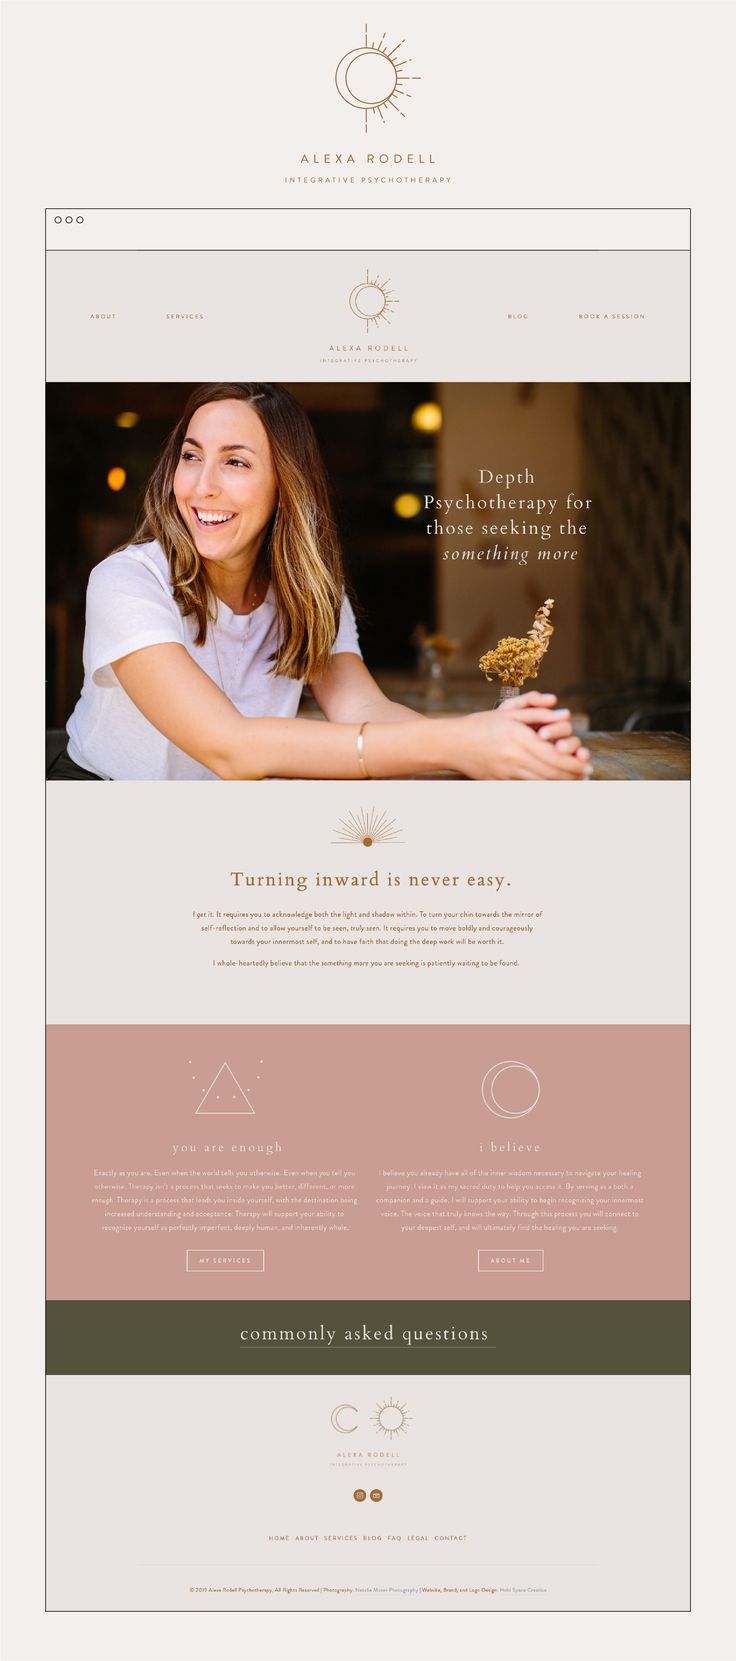 ALEXA RODELL
INTEGRATIVE PSYCHOTHERAPY
ABOUT
SERVICES
BLOG
BOOK A SESSION
ALEXA RODELL
INTEGRATIVE PSYCHOTHERAPY
Depth
Psychotherapy for
those seeking the
something more
Turning inward is never easy.
I get it. It requires you to acknowledge both the light and shadow within. To turn your chin towards the mirror of
self-reflection and to allow yourself to be seen, truly seen. It requires you to move boldly and courageously
towards your innermost self, and to have faith that doing the deep work will be worth it.
I whole-heartedly believe that the something more you are seeking is patiently waiting to be found.
you are enough
Exactly as you are. Even when the world tells you otherwise. Even when you tell you
otherwise. Therapy isn't a process that seeks to make you better, different, or more
enough. Therapy is a process that leads you inside yourself, with the destination being
increased understanding and acceptance. Therapy will support your ability to
recognize yourself as perfectly imperfect, deeply human, and inherently whole.
MY SERVICES
i believe
I believe you already have all of the inner wisdom necessary to navigate your healing
journey. I view it as my sacred duty to help you access it. By serving as a both a
companion and a guide, I will support your ability to begin recognizing your innermost
voice. The voice that truly knows the way. Through this process you will connect to
your deepest self, and will ultimately find the healing you are seeking.
ABOUT ME
commonly asked questions
ALEXA RODELL
INTEGRATIVE PSYCHOTHERAPY
HOME ABOUT SERVICES BLOG FAQ LEGAL CONTACT
© 2019 Alexa Rodell Psychotherapy, All Rights Reserved | Photography: Natalie Miner Photography | Website, Brand, and Logo Design: Hold Space Creative